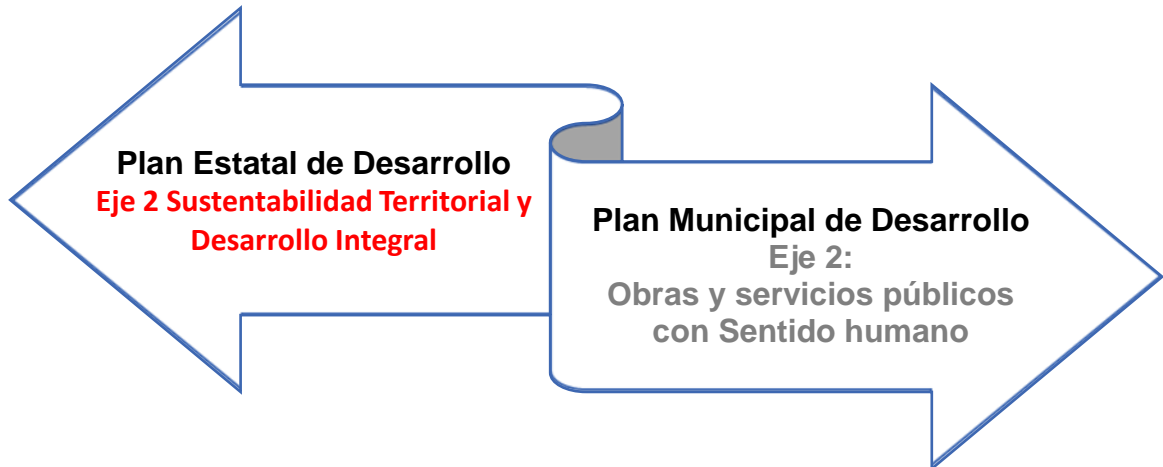 Plan Estatal de Desarrollo
Eje 2 Sustentabilidad Territorial y
Desarrollo Integral
Plan Municipal de Desarrollo
Eje 2:
Obras y servicios públicos
con Sentido humano